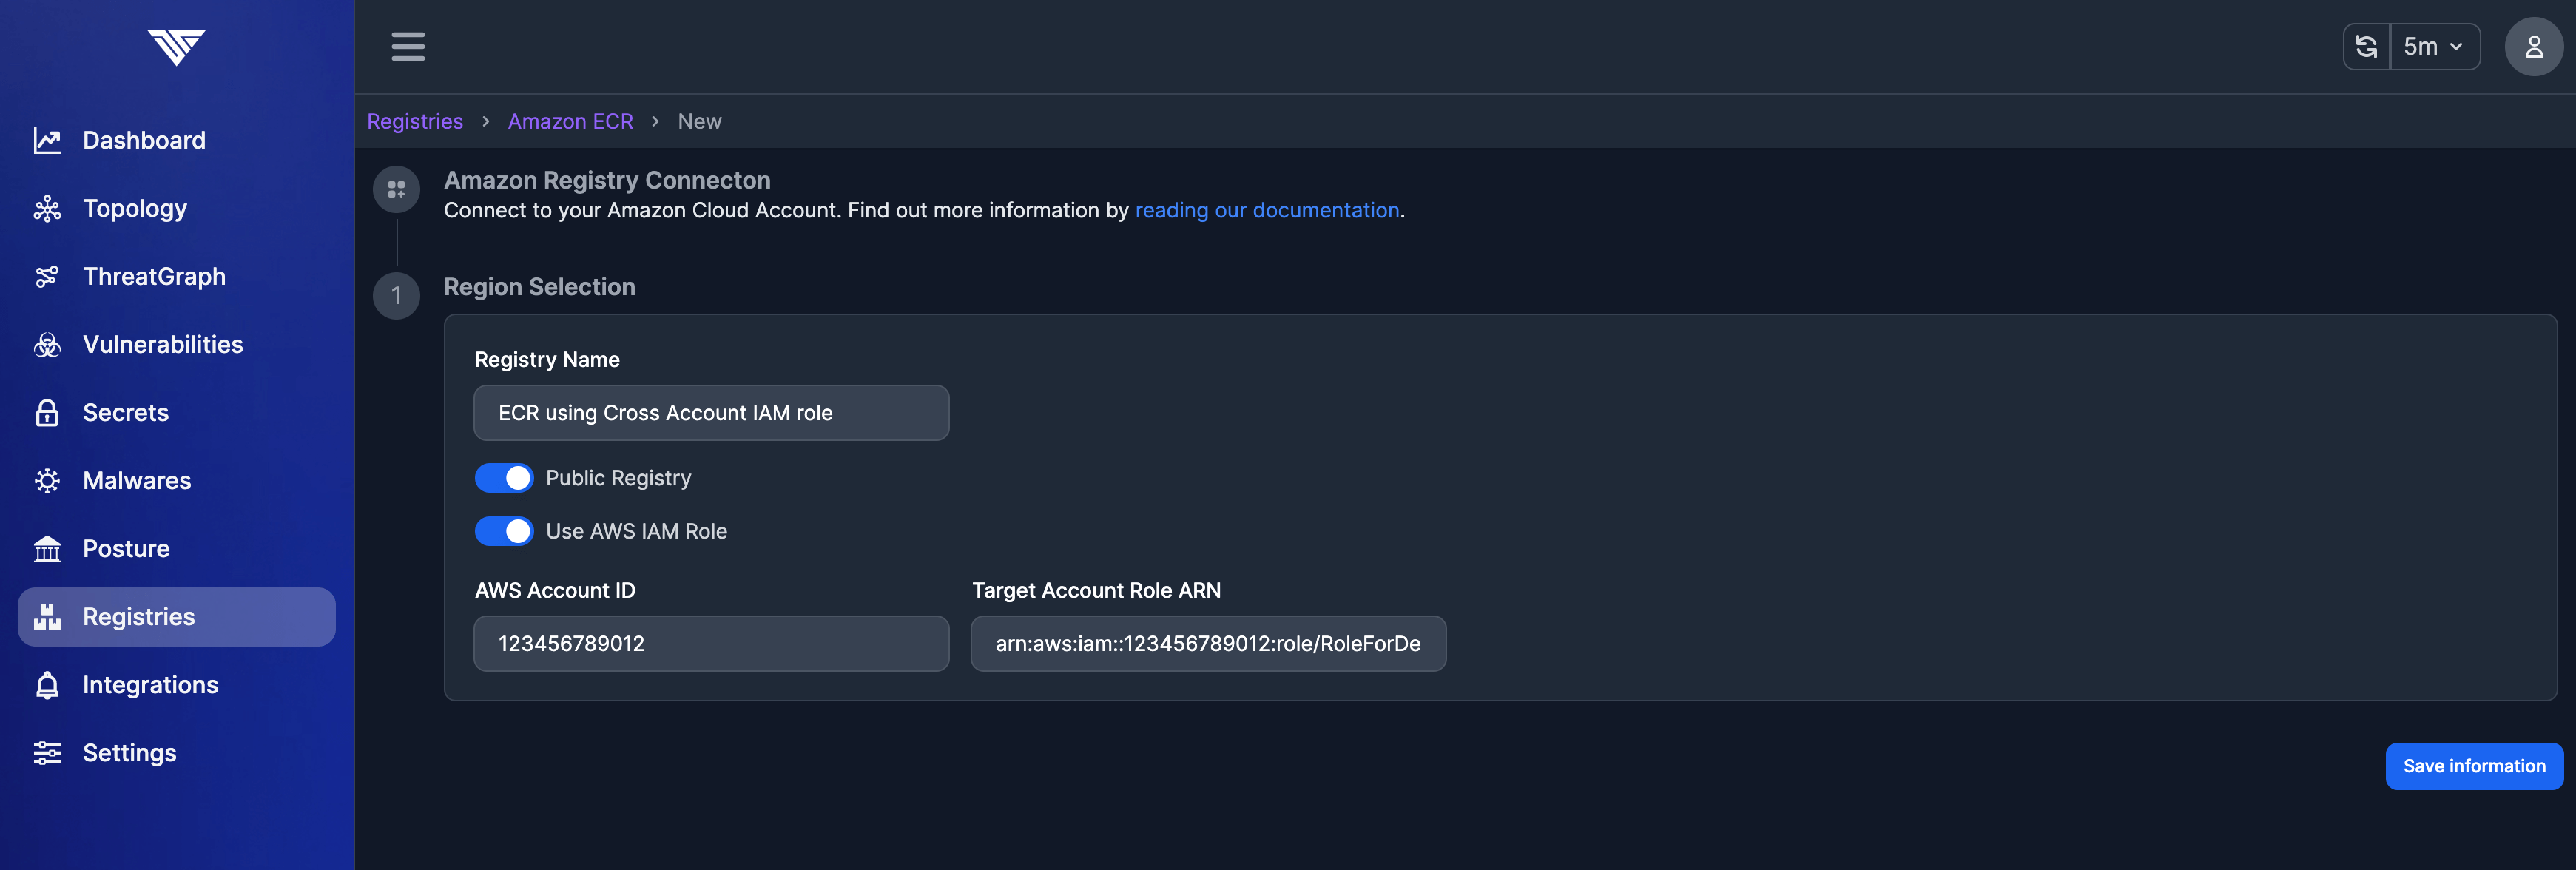 5m
Registries > Amazon ECR > New
Dashboard
Topology
ThreatGraph
Vulnerabilities
Secrets
Malwares
Posture
Registries
Integrations
Settings
Amazon Registry Connecton
Connect to your Amazon Cloud Account. Find out more information by reading our documentation.
1
Region Selection
Registry Name
ECR using Cross Account IAM role
Public Registry
Use AWS IAM Role
AWS Account ID
123456789012
Target Account Role ARN
arn:aws:iam::123456789012:role/RoleForDe
Save information